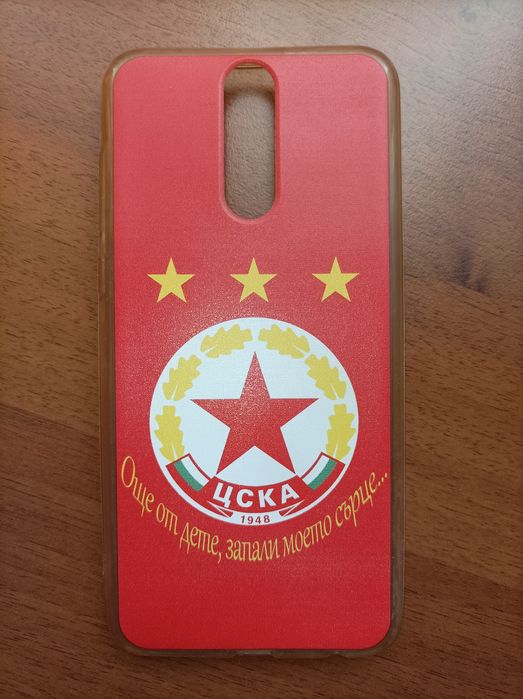 ЦСКА
1948
Още от дете, запали моето сърце...